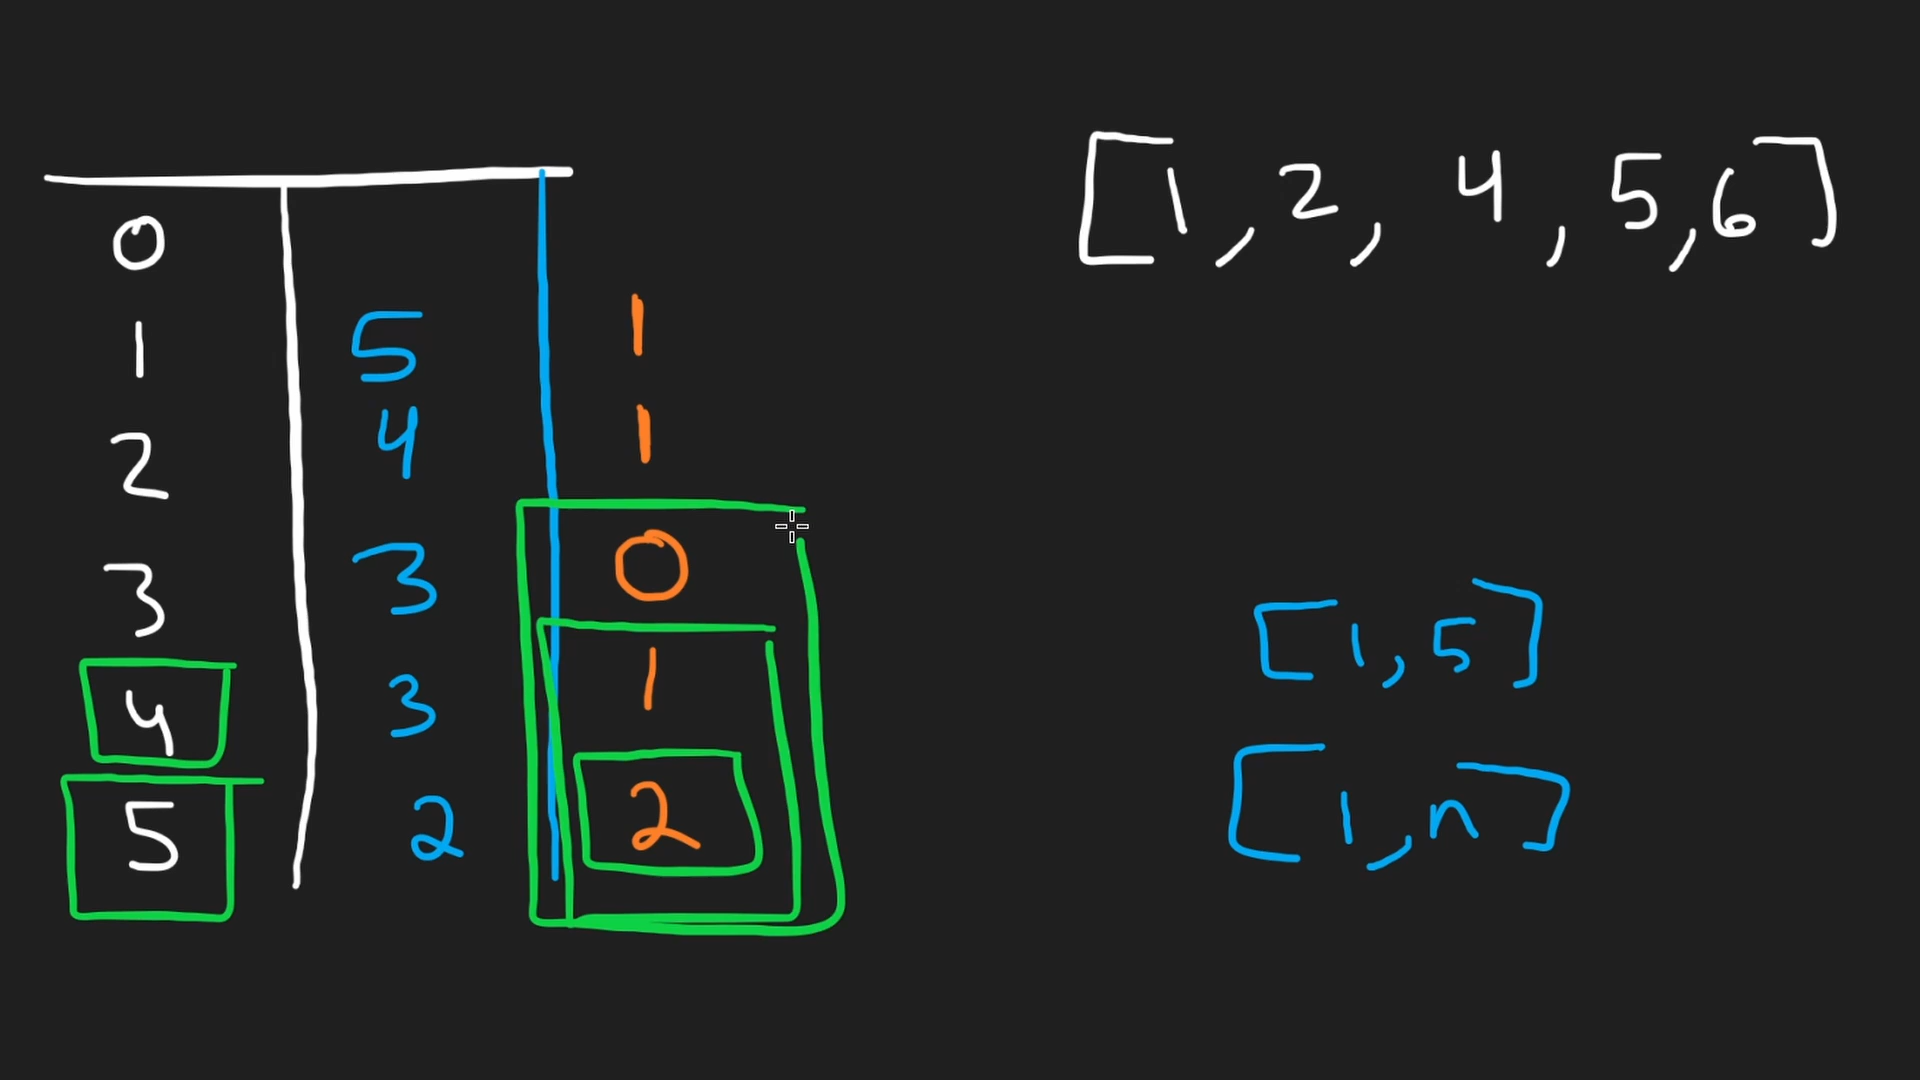 [1, 2, 4, 5, 6]
0
1 5 1
2 4 1
3 3 0
4 3 1
5 2 2
[1, 5]
[1, n]